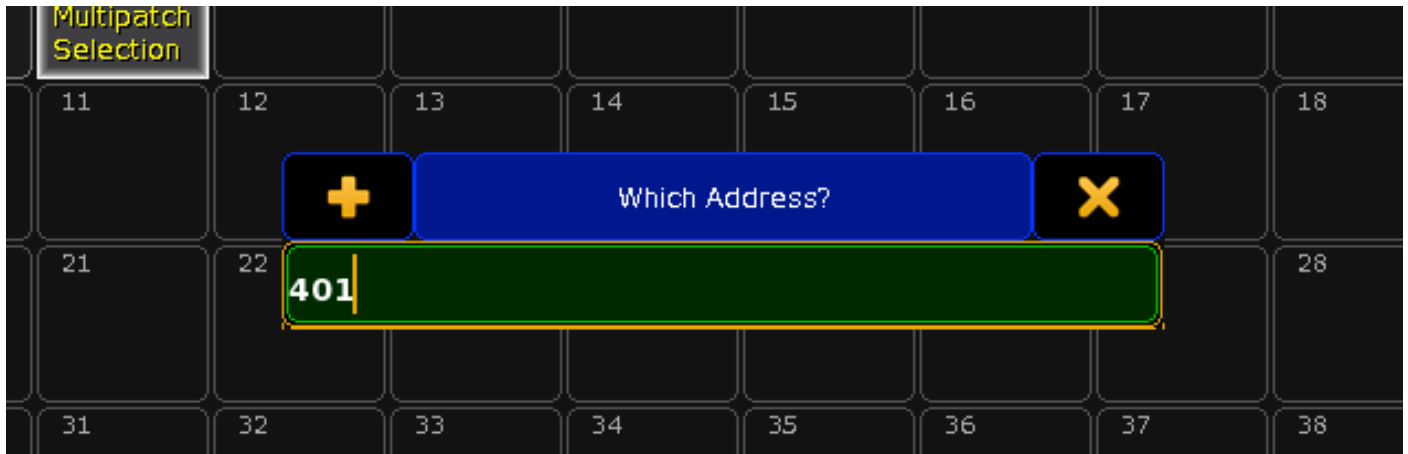 Multipatch
Selection
11 12 13 14 15 16 17 18
Which Address?
21 22 28
401
31 32 33 34 35 36 37 38